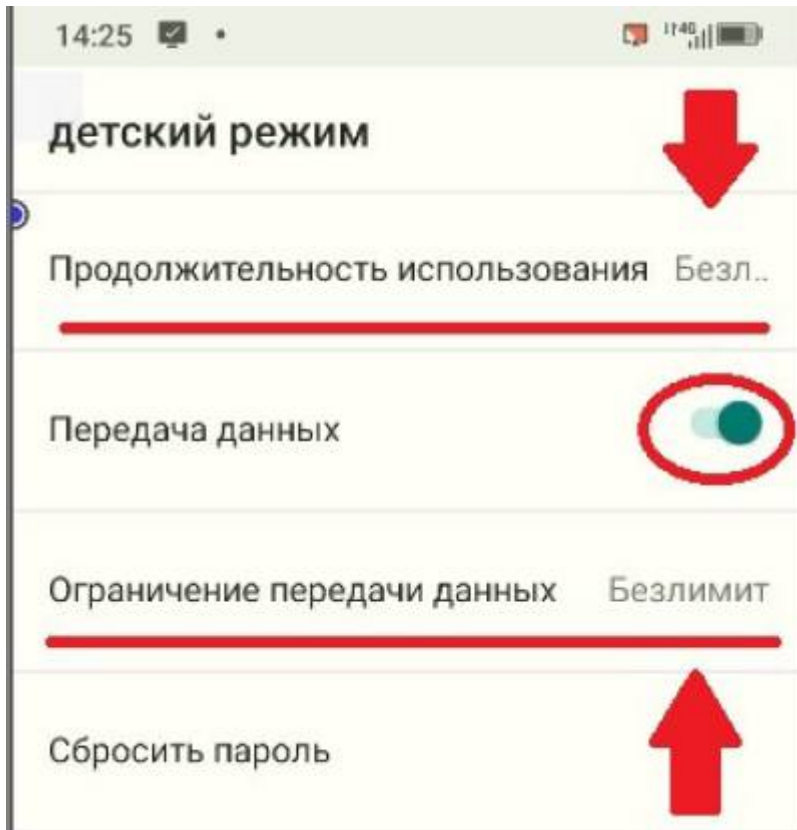 14:25
детский режим
Продолжительность использования Безл..
Передача данных
Ограничение передачи данных Безлимит
Сбросить пароль